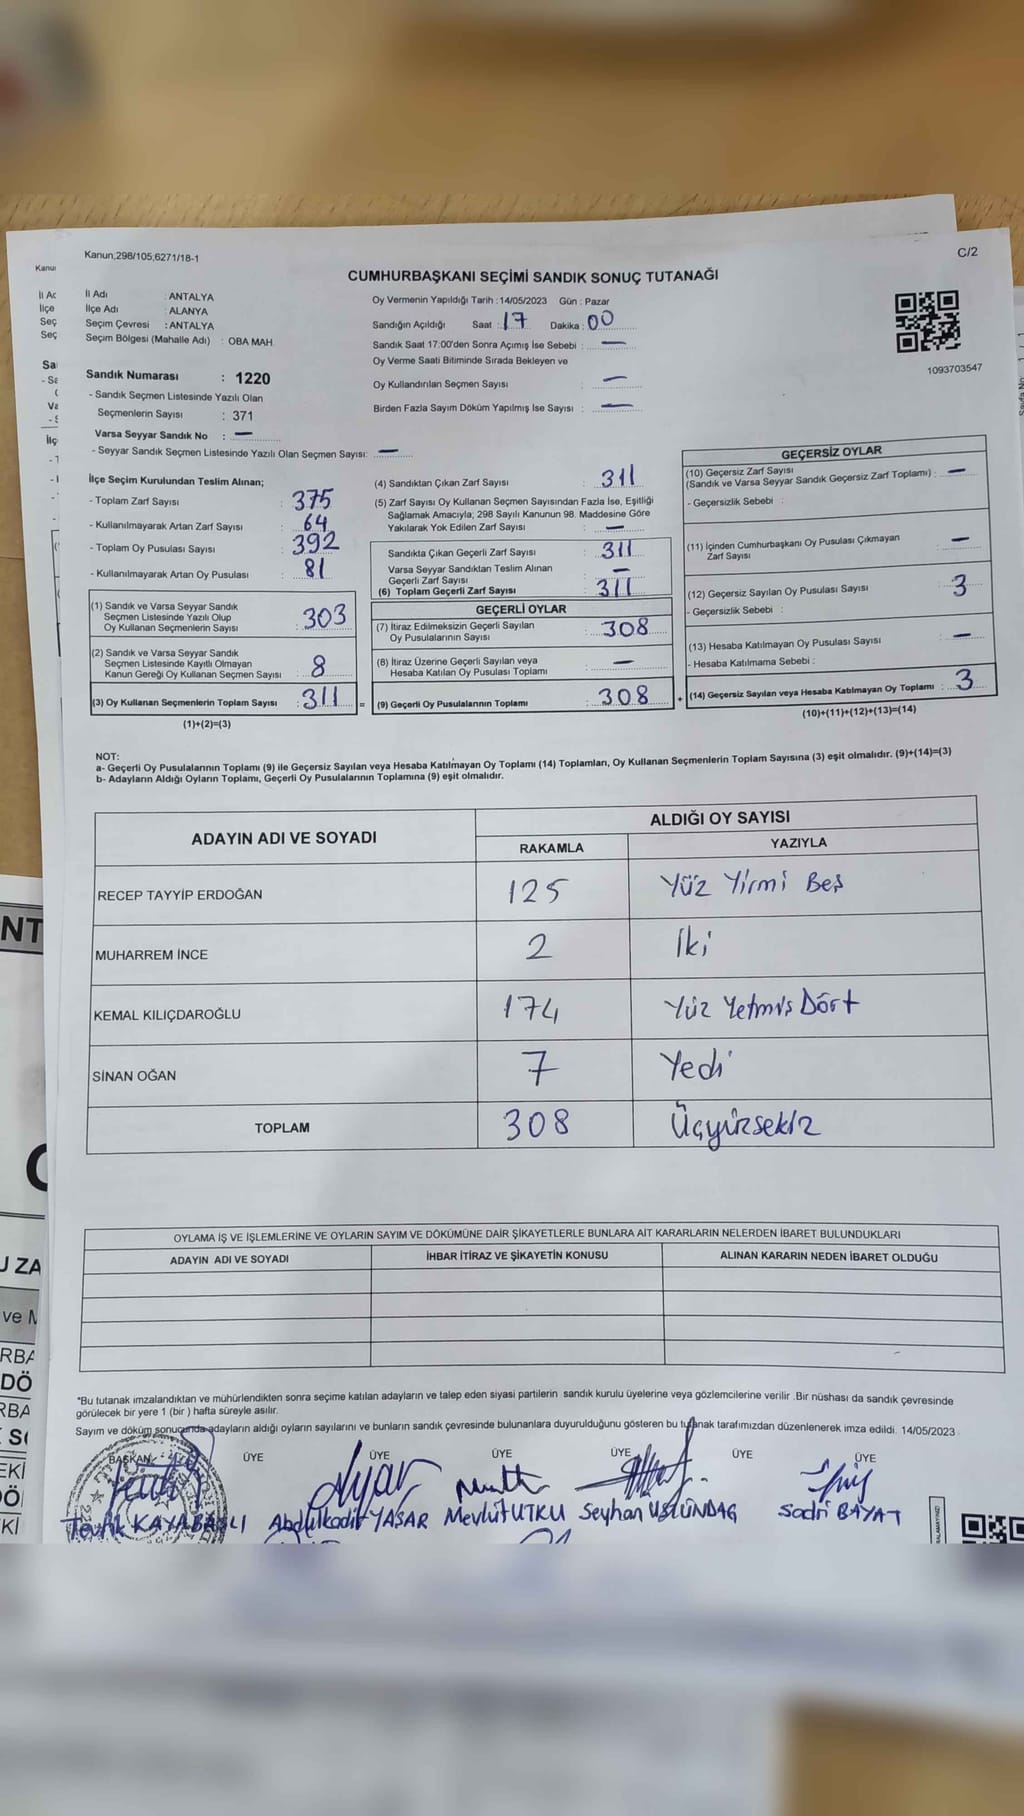 Kanun;298/105;6271/18-1
C/2
CUMHURBAŞKANI SEÇİMİ SANDIK SONUÇ TUTANAĞI
İl Adı : ANTALYA
İlçe Adı : ALANYA
Seçim Çevresi : ANTALYA
Seçim Bölgesi (Mahalle Adı) : OBA MAH.
Sandık Numarası : 1220
- Sandık Seçmen Listesinde Yazılı Olan
Seçmenlerin Sayısı : 371
Varsa Seyyar Sandık No : —
- Seyyar Sandık Seçmen Listesinde Yazılı Olan Seçmen Sayısı: —
Oy Vermenin Yapıldığı Tarih : 14/05/2023 Gün : Pazar
Sandığın Açıldığı Saat : 17 Dakika : 00
Sandık Saat 17:00'den Sonra Açımış İse Sebebi : —
Oy Verme Saati Bitiminde Sırada Bekleyen ve
Oy Kullandırılan Seçmen Sayısı : —
Birden Fazla Sayım Döküm Yapılmış İse Sayısı : —
1093703547
İlçe Seçim Kurulundan Teslim Alınan;
- Toplam Zarf Sayısı : 375
- Kullanılmayarak Artan Zarf Sayısı : 64
- Toplam Oy Pusulası Sayısı : 392
- Kullanılmayarak Artan Oy Pusulası : 81
(1) Sandık ve Varsa Seyyar Sandık
Seçmen Listesinde Yazılı Olup
Oy Kullanan Seçmenlerin Sayısı : 303
(2) Sandık ve Varsa Seyyar Sandık
Seçmen Listesinde Kayıtlı Olmayan
Kanun Gereği Oy Kullanan Seçmen Sayısı : 8
(3) Oy Kullanan Seçmenlerin Toplam Sayısı : 311 =
(1)+(2)=(3)
(4) Sandıktan Çıkan Zarf Sayısı : 311
(5) Zarf Sayısı Oy Kullanan Seçmen Sayısından Fazla İse, Eşitliği
Sağlamak Amacıyla; 298 Sayılı Kanunun 98. Maddesine Göre
Yakılarak Yok Edilen Zarf Sayısı : —
Sandıkla Çıkan Geçerli Zarf Sayısı : 311
Varsa Seyyar Sandıktan Teslim Alınan
Geçerli Zarf Sayısı : —
(6) Toplam Geçerli Zarf Sayısı : 311
GEÇERLİ OYLAR
(7) İtiraz Edilmeksizin Geçerli Sayılan
Oy Pusulalarının Sayısı : 308
(8) İtiraz Üzerine Geçerli Sayılan veya
Hesaba Katılan Oy Pusulası Toplamı : —
(9) Geçerli Oy Pusulalarının Toplamı : 308 +
GEÇERSİZ OYLAR
(10) Geçersiz Zarf Sayısı
(Sandık ve Varsa Seyyar Sandık Geçersiz Zarf Toplamı) : —
- Geçersizlik Sebebi :
(11) İçinden Cumhurbaşkanı Oy Pusulası Çıkmayan
Zarf Sayısı : —
(12) Geçersiz Sayılan Oy Pusulası Sayısı : 3
- Geçersizlik Sebebi :
(13) Hesaba Katılmayan Oy Pusulası Sayısı : —
- Hesaba Katılmama Sebebi :
(14) Geçersiz Sayılan veya Hesaba Katılmayan Oy Toplamı : 3
(10)+(11)+(12)+(13)=(14)
NOT:
a- Geçerli Oy Pusulalarının Toplamı (9) ile Geçersiz Sayılan veya Hesaba Katılmayan Oy Toplamı (14) Toplamları, Oy Kullanan Seçmenlerin Toplam Sayısına (3) eşit olmalıdır. (9)+(14)=(3)
b- Adayların Aldığı Oyların Toplamı, Geçerli Oy Pusulalarının Toplamına (9) eşit olmalıdır.
ADAYIN ADI VE SOYADI
ALDIĞI OY SAYISI
RAKAMLA YAZIYLA
RECEP TAYYİP ERDOĞAN 125 Yüz Yirmi Beş
MUHARREM İNCE 2 İki
KEMAL KILIÇDAROĞLU 174 Yüz Yetmiş Dört
SİNAN OĞAN 7 Yedi
TOPLAM 308 Üçyüzsekiz
OYLAMA İŞ VE İŞLEMLERİNE VE OYLARIN SAYIM VE DÖKÜMÜNE DAİR ŞİKAYETLERLE BUNLARA AİT KARARLARIN NELERDEN İBARET BULUNDUKLARI
ADAYIN ADI VE SOYADI İHBAR İTİRAZ VE ŞİKAYETİN KONUSU ALINAN KARARIN NEDEN İBARET OLDUĞU
*Bu tutanak imzalandıktan ve mühürlendikten sonra seçime katılan adayların ve talep eden siyasi partilerin sandık kurulu üyelerine veya gözlemcilerine verilir .Bir nüshası da sandık çevresinde
görülecek bir yere 1 (bir ) hafta süreyle asılır.
Sayım ve döküm sonucunda adayların aldığı oyların sayılarını ve bunların sandık çevresinde bulunanlara duyurulduğunu gösteren bu tutanak tarafımızdan düzenlenerek imza edildi. 14/05/2023
BAŞKAN ÜYE ÜYE ÜYE ÜYE ÜYE ÜYE
Tevfik KAYABAŞLI Abdulkadir YAŞAR Mevlüt UTKU Seyhan ÜSTÜNDAĞ Sadri BAYAT